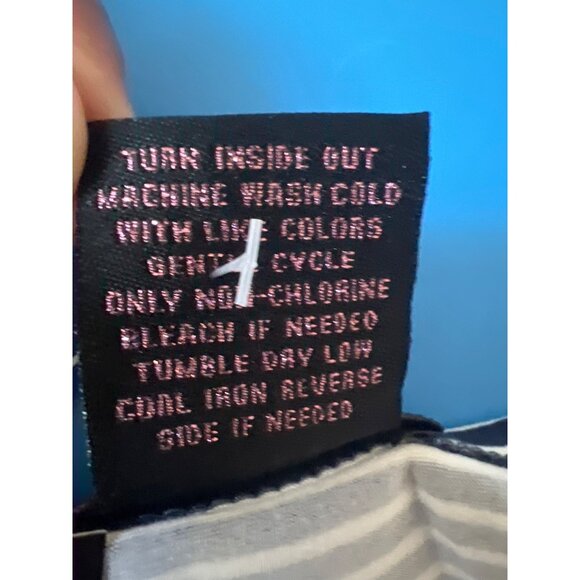 TURN INSIDE OUT
MACHINE WASH COLD
WITH LIKE COLORS
GENTLE CYCLE
ONLY NON-CHLORINE
BLEACH IF NEEDED
TUMBLE DRY LOW
COOL IRON REVERSE
SIDE IF NEEDED